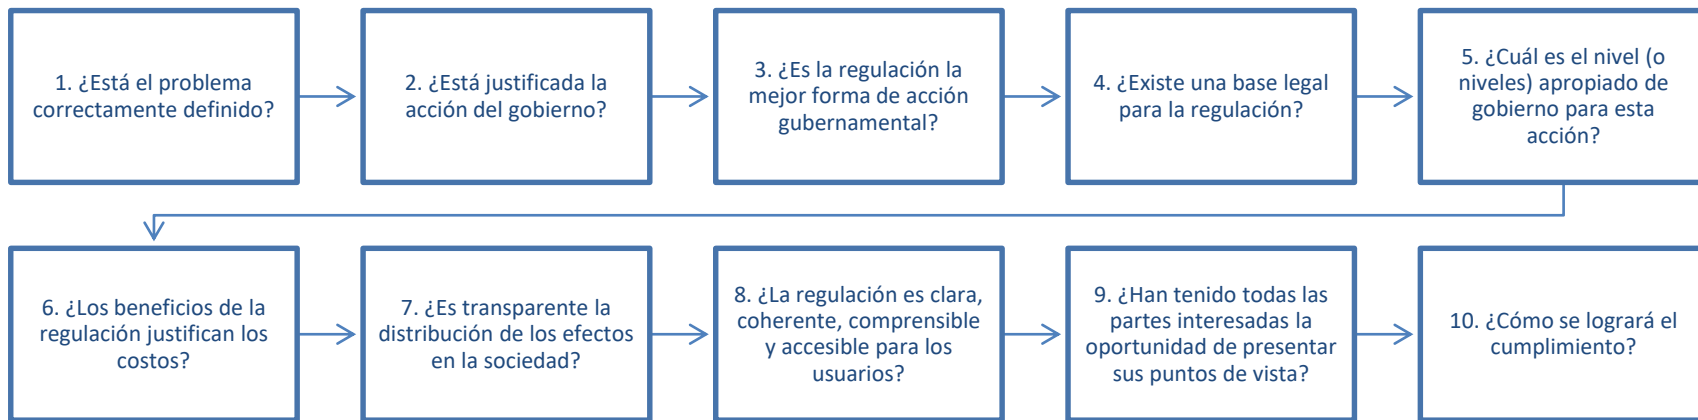 1. ¿Está el problema
correctamente definido?
2. ¿Está justificada la
acción del gobierno?
3. ¿Es la regulación la
mejor forma de acción
gubernamental?
4. ¿Existe una base legal
para la regulación?
5. ¿Cuál es el nivel (o
niveles) apropiado de
gobierno para esta
acción?
6. ¿Los beneficios de la
regulación justifican los
costos?
7. ¿Es transparente la
distribución de los efectos
en la sociedad?
8. ¿La regulación es clara,
coherente, comprensible
y accesible para los
usuarios?
9. ¿Han tenido todas las
partes interesadas la
oportunidad de presentar
sus puntos de vista?
10. ¿Cómo se logrará el
cumplimiento?